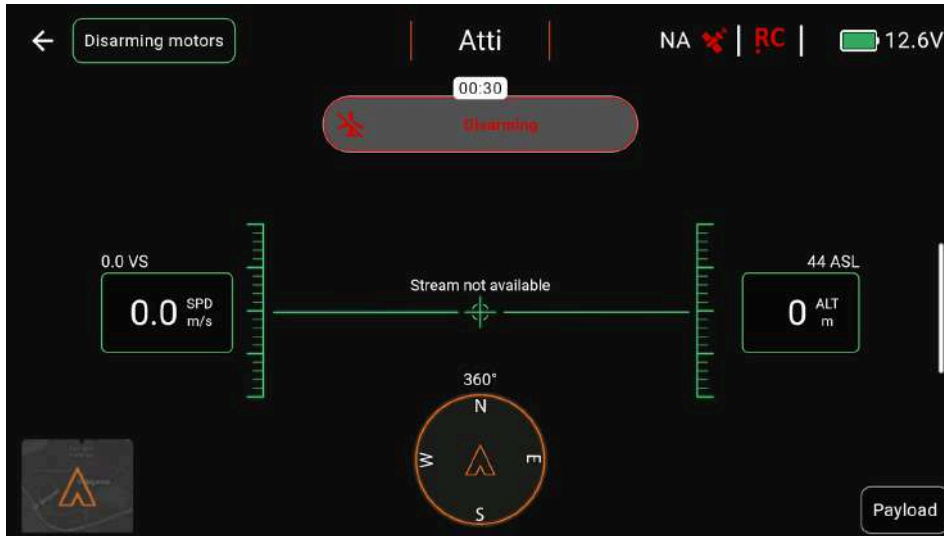 Disarming motors
Atti
NA
RC
12.6V
00:30
Disarming
0.0 VS
0.0 SPD m/s
Stream not available
44 ASL
0 ALT m
360°
N
W
E
S
Payload